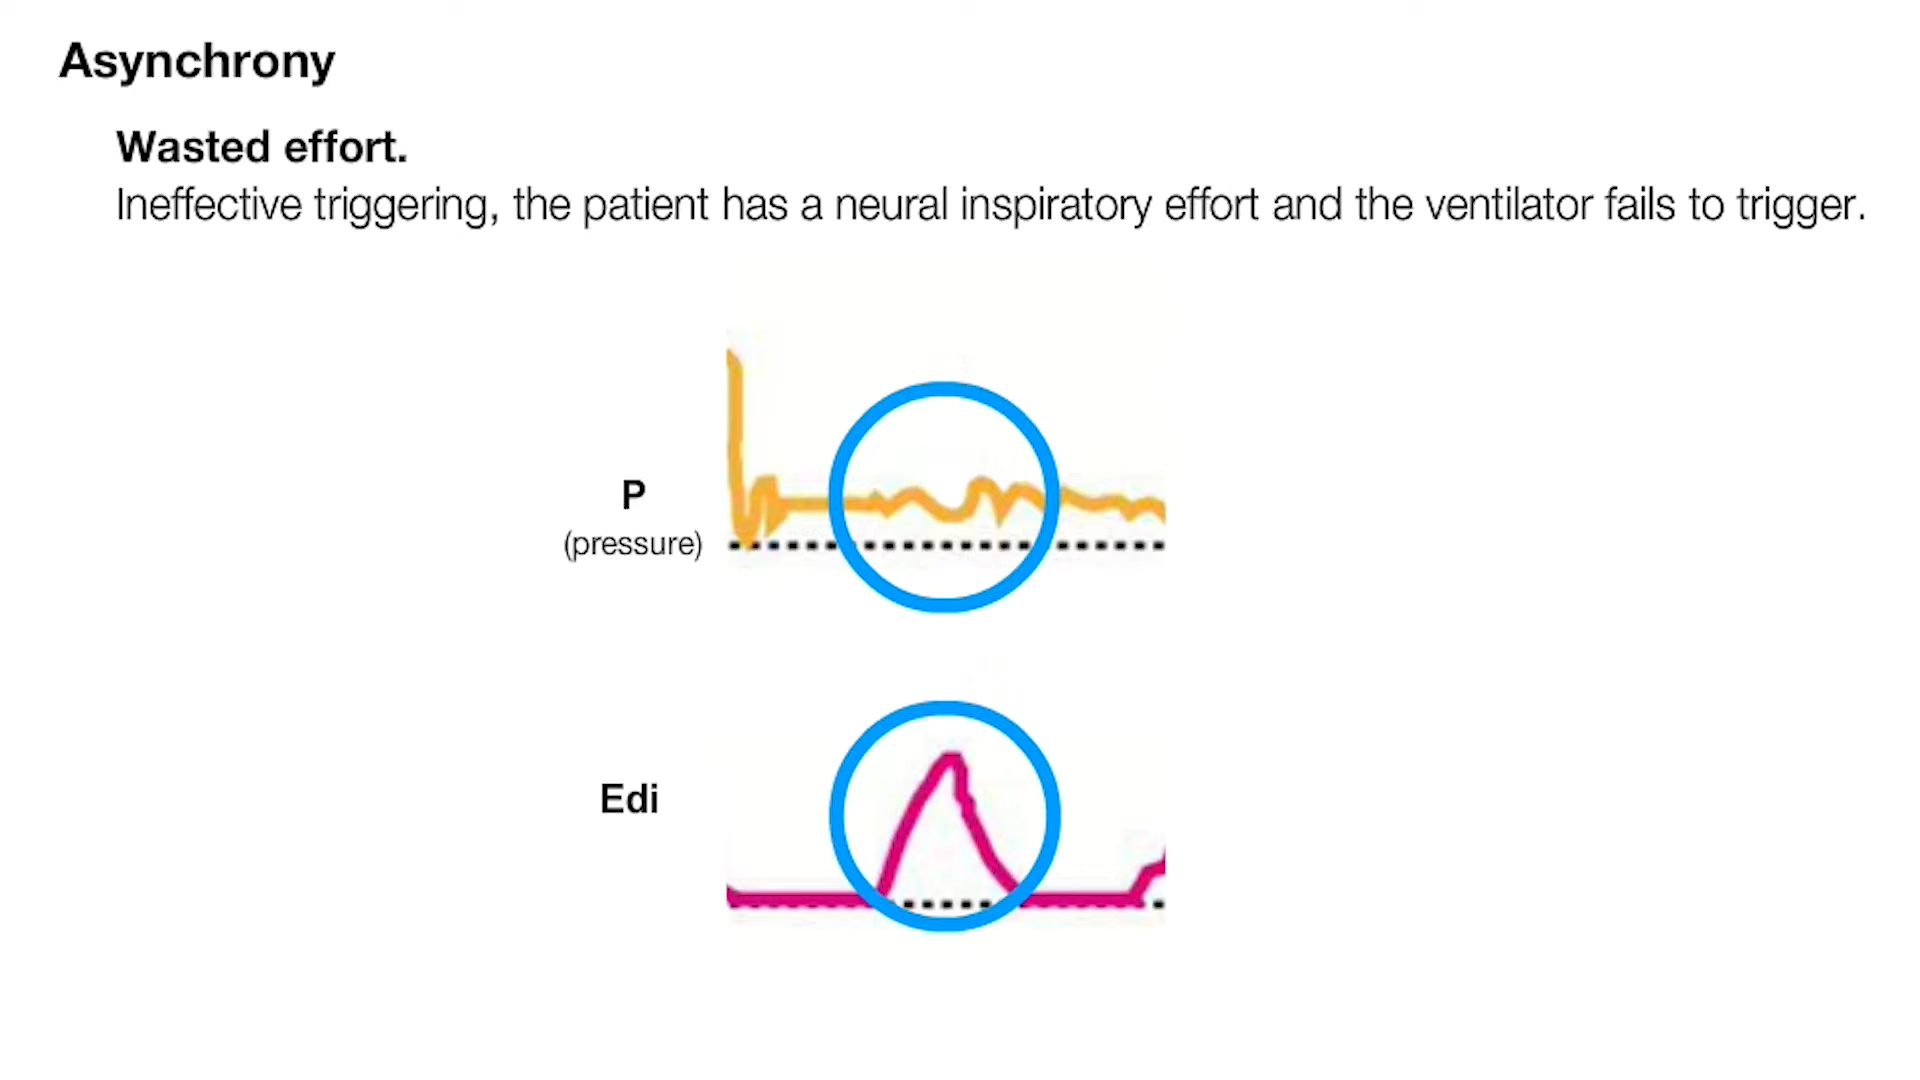 Asynchrony
Wasted effort.
Ineffective triggering, the patient has a neural inspiratory effort and the ventilator fails to trigger.
P
(pressure)
Edi